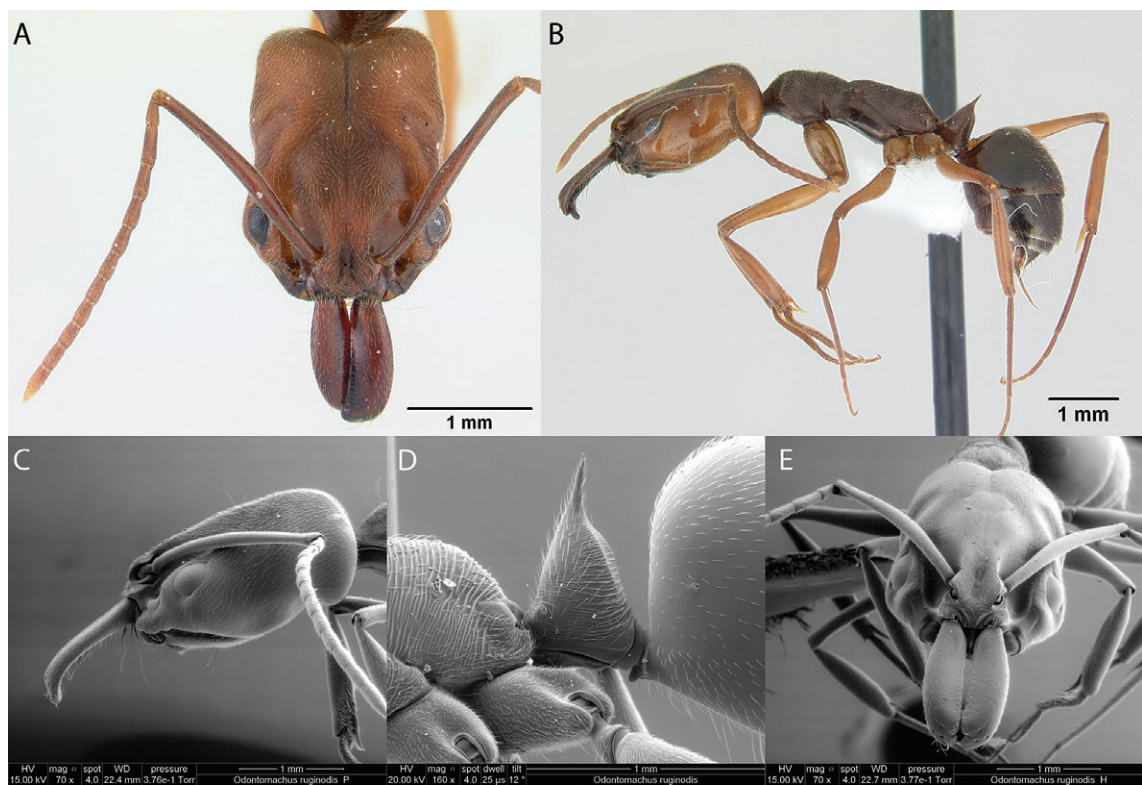 A
B
1 mm
1 mm
C
D
E
HV mag ▫ spot WD pressure 1 mm
15.00 kV 70 x 4.0 22.4 mm 3.76e-1 Torr Odontomachus ruginodis P
HV mag ▫ spot dwell tilt 1 mm
20.00 kV 160 x 4.0 25 µs 12 ° Odontomachus ruginodis
HV mag ▫ spot WD pressure 1 mm
15.00 kV 70 x 4.0 22.7 mm 3.77e-1 Torr Odontomachus ruginodis H